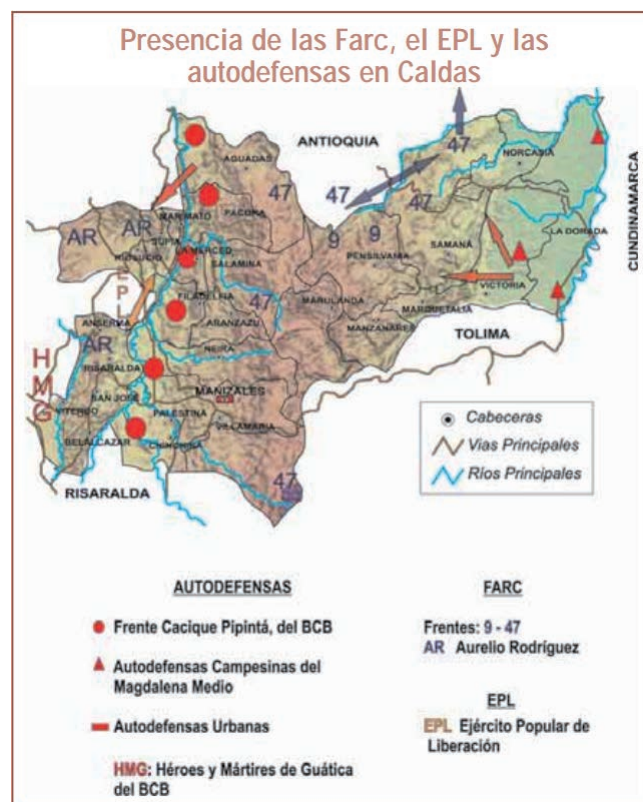 Presencia de las Farc, el EPL y las
autodefensas en Caldas
ANTIOQUIA
CUNDINAMARCA
TOLIMA
RISARALDA
47
NORCASIA
AGUADAS
47
47
47
LA DORADA
MARMATO
PACORA
AR
AR
9
9
SUPIA
LA MERCED
SAMANÁ
RIOSUCIO
SALAMINA
PENSILVANIA
VICTORIA
EPL
FILADELFIA
47
MARULANDA
MARQUETALIA
ANSERMA
ARANZAZU
MANZANARES
AR
NEIRA
HMG
RISARALDA
MANIZALES
SAN JOSE
VITERBO
PALESTINA
VILLAMARIA
BELALCAZAR
CHINCHINA
47
Cabeceras
Vias Principales
Ríos Principales
AUTODEFENSAS
Frente Cacique Pipintá, del BCB
Autodefensas Campesinas del
Magdalena Medio
Autodefensas Urbanas
HMG: Héroes y Mártires de Guática
del BCB
FARC
Frentes: 9 - 47
AR Aurelio Rodríguez
EPL
EPL Ejército Popular de
Liberación